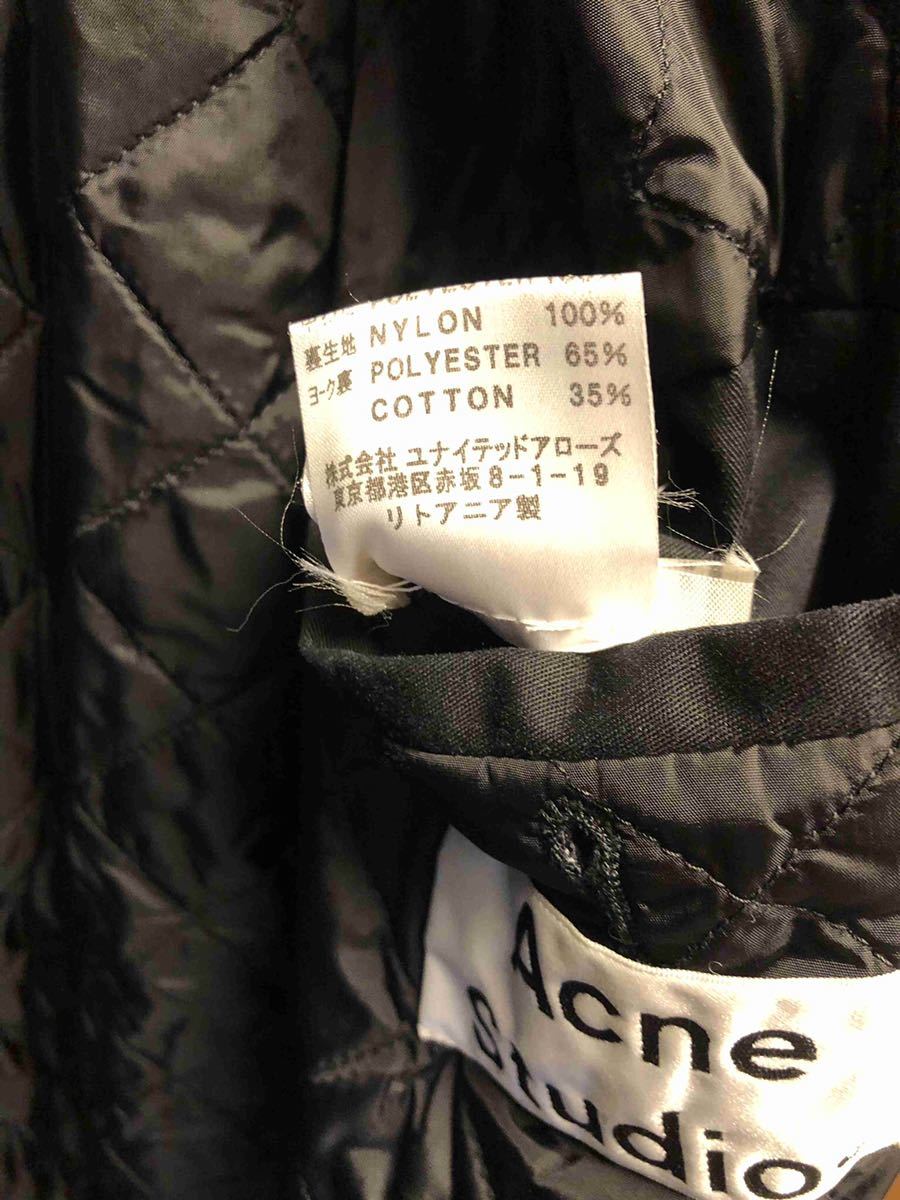 裏生地 NYLON 100%
ヨーク裏 POLYESTER 65%
COTTON 35%
株式会社 ユナイテッドアローズ
東京都港区赤坂8-1-19
リトアニア製
Acne
Studio